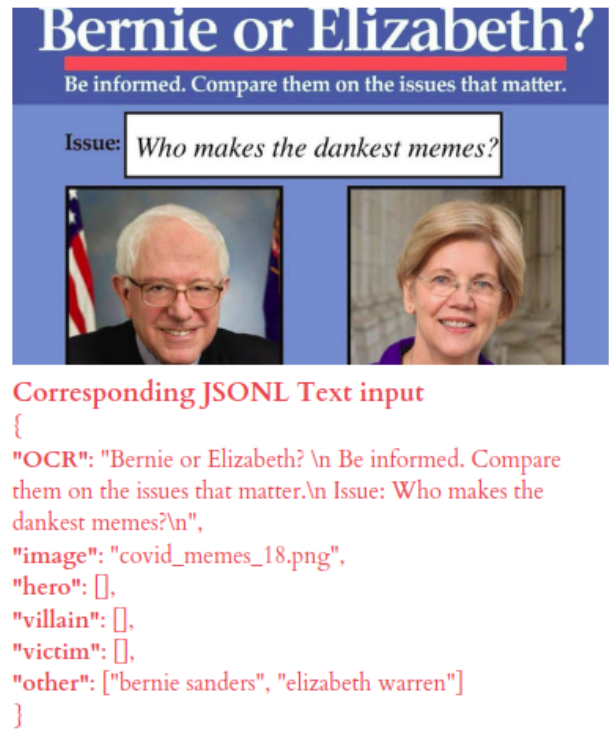 Bernie or Elizabeth?
Be informed. Compare them on the issues that matter.
Issue: Who makes the dankest memes?
Corresponding JSONL Text input
{
"OCR": "Bernie or Elizabeth? \n Be informed. Compare
them on the issues that matter.\n Issue: Who makes the
dankest memes?\n",
"image": "covid_memes_18.png",
"hero": [],
"villain": [],
"victim": [],
"other": ["bernie sanders", "elizabeth warren"]
}